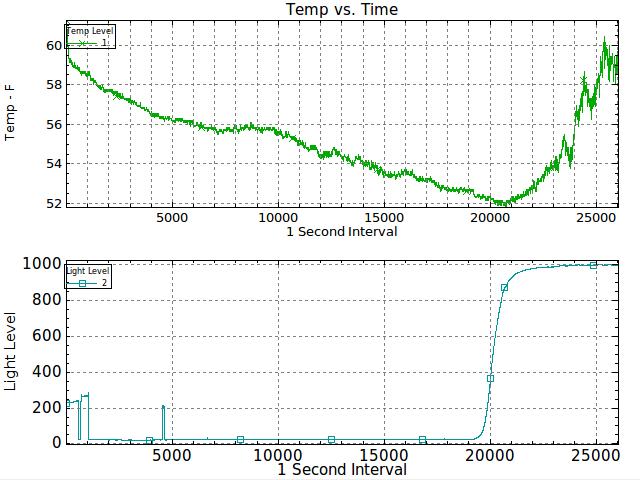 Temp vs. Time
Temp Level
1
60
58
56
54
52
Temp - F
5000 10000 15000 20000 25000
1 Second Interval
Light Level
2
1000
800
600
400
200
0
Light Level
5000 10000 15000 20000 25000
1 Second Interval